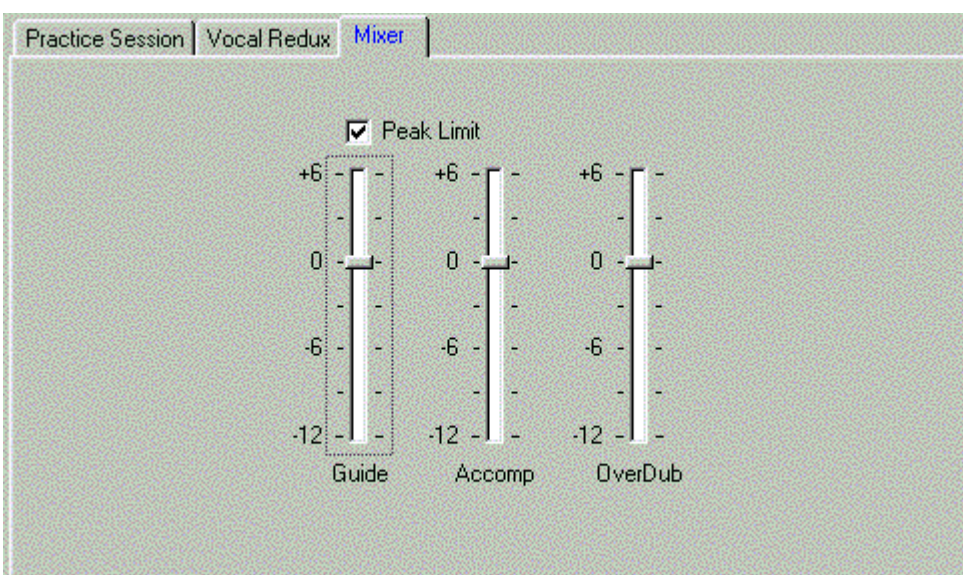 Practice Session Vocal Redux Mixer
Peak Limit
+6 +6 +6
0 0 0
-6 -6 -6
-12 -12 -12
Guide Accomp OverDub